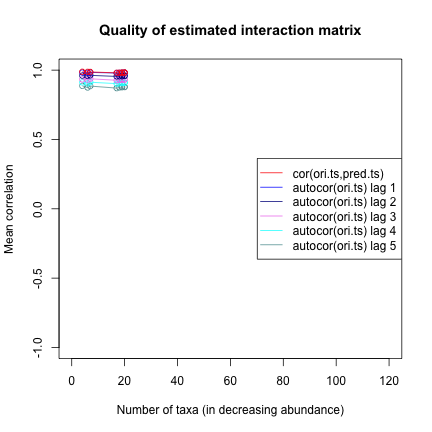 Quality of estimated interaction matrix
Mean correlation
1.0
0.5
0.0
-0.5
-1.0
cor(ori.ts,pred.ts)
autocor(ori.ts) lag 1
autocor(ori.ts) lag 2
autocor(ori.ts) lag 3
autocor(ori.ts) lag 4
autocor(ori.ts) lag 5
0 20 40 60 80 100 120
Number of taxa (in decreasing abundance)